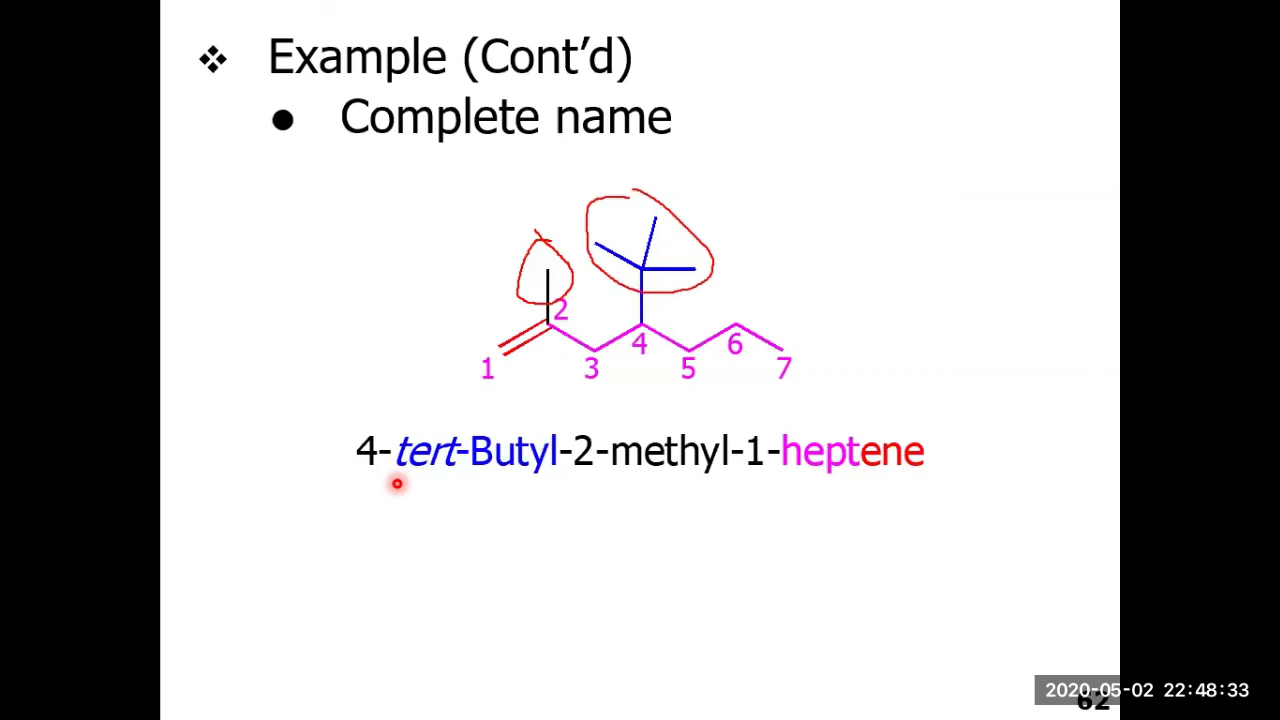 ❖ Example (Cont’d)
● Complete name
2
1 3 4 5 6 7
4-tert-Butyl-2-methyl-1-heptene
2020-05-02 22:48:33
62